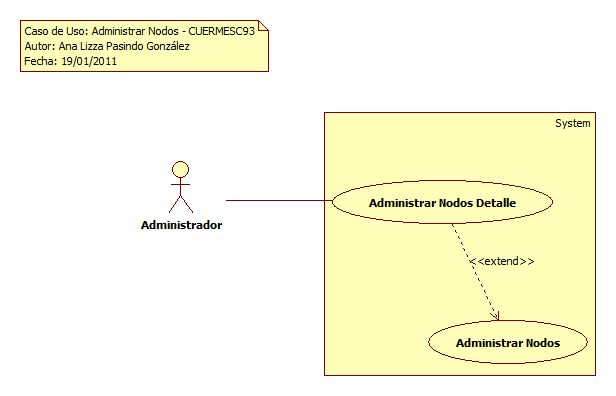 Caso de Uso: Administrar Nodos - CUERMESC93
Autor: Ana Lizza Pasindo González
Fecha: 19/01/2011
System
Administrar Nodos Detalle
Administrador
<<extend>>
Administrar Nodos